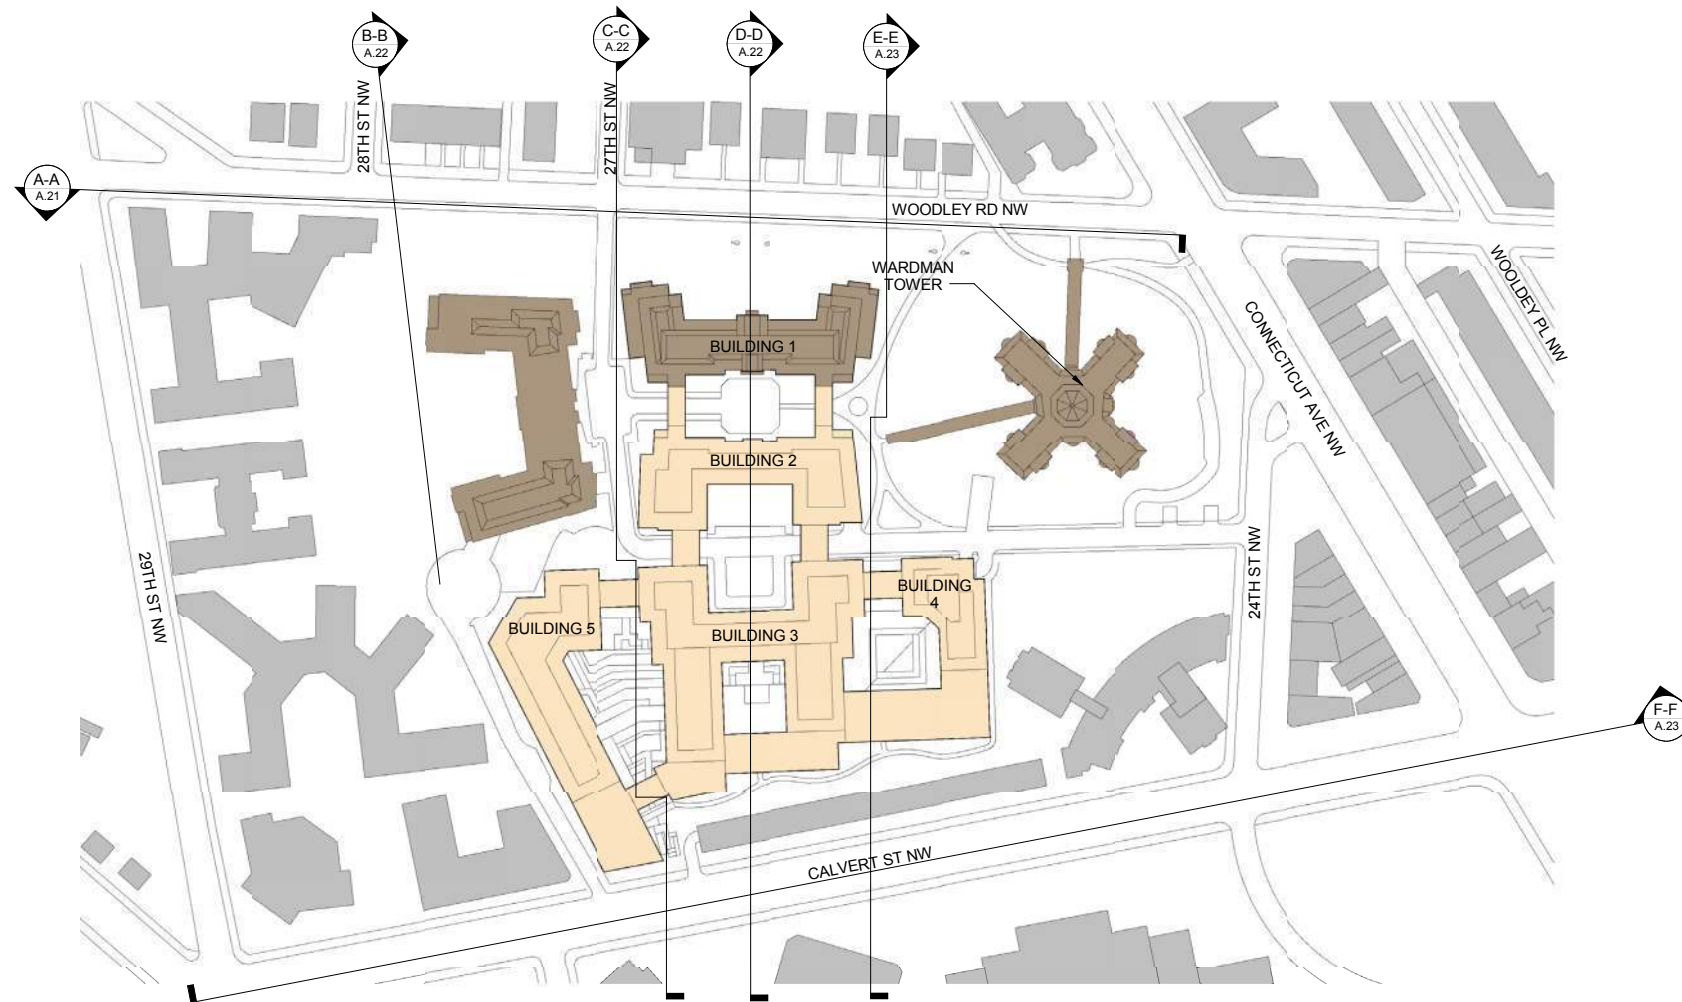 B-B
A.22
C-C
A.22
D-D
A.22
E-E
A.23
28TH ST NW
27TH ST NW
A-A
A.21
WOODLEY RD NW
WARDMAN
TOWER
WOOLDEY PL NW
CONNECTICUT AVE NW
BUILDING 1
BUILDING 2
29TH ST NW
24TH ST NW
BUILDING
4
BUILDING 5
BUILDING 3
F-F
A.23
CALVERT ST NW